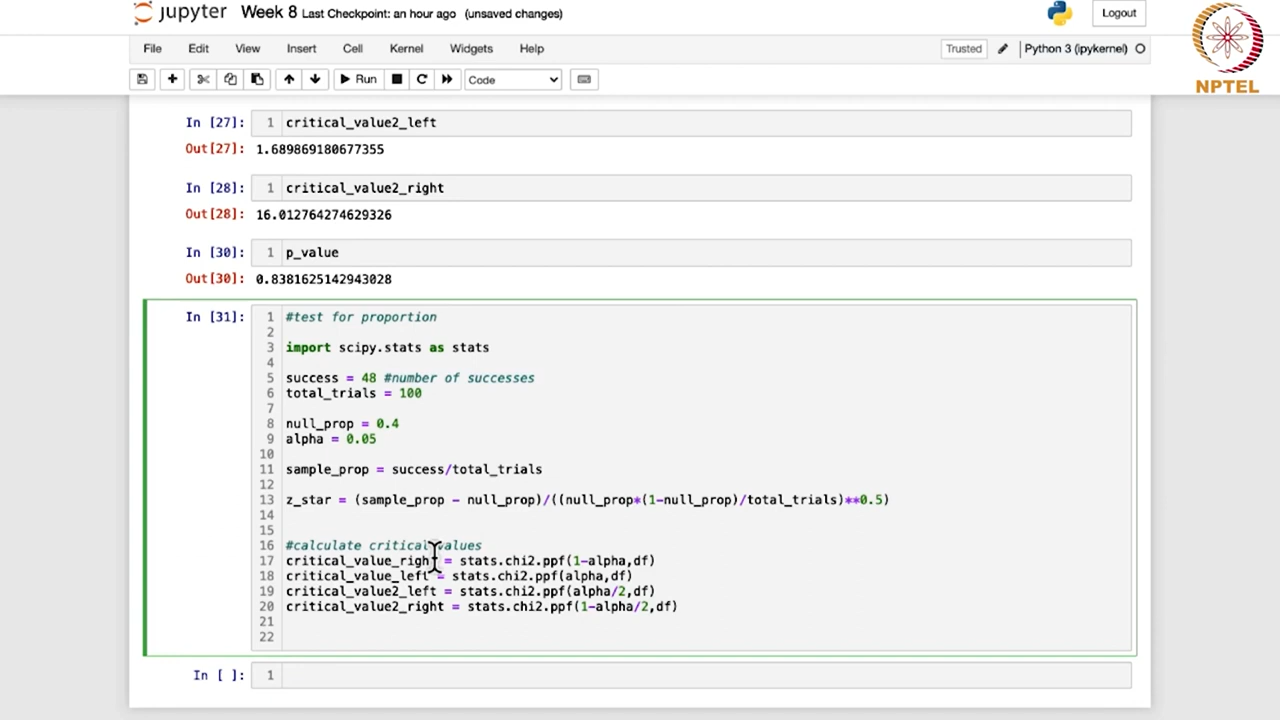 jupyter Week 8 Last Checkpoint: an hour ago (unsaved changes) Logout
File Edit View Insert Cell Kernel Widgets Help Trusted Python 3 (ipykernel)
Run Code
NPTEL
In [27]: 1 critical_value2_left
Out[27]: 1.689869180677355
In [28]: 1 critical_value2_right
Out[28]: 16.012764274629326
In [30]: 1 p_value
Out[30]: 0.8381625142943028
In [31]: 1 #test for proportion
2
3 import scipy.stats as stats
4
5 success = 48 #number of successes
6 total_trials = 100
7
8 null_prop = 0.4
9 alpha = 0.05
10
11 sample_prop = success/total_trials
12
13 z_star = (sample_prop - null_prop)/((null_prop*(1-null_prop)/total_trials)**0.5)
14
15
16 #calculate critical values
17 critical_value_right = stats.chi2.ppf(1-alpha,df)
18 critical_value_left = stats.chi2.ppf(alpha,df)
19 critical_value2_left = stats.chi2.ppf(alpha/2,df)
20 critical_value2_right = stats.chi2.ppf(1-alpha/2,df)
21
22
In [ ]: 1